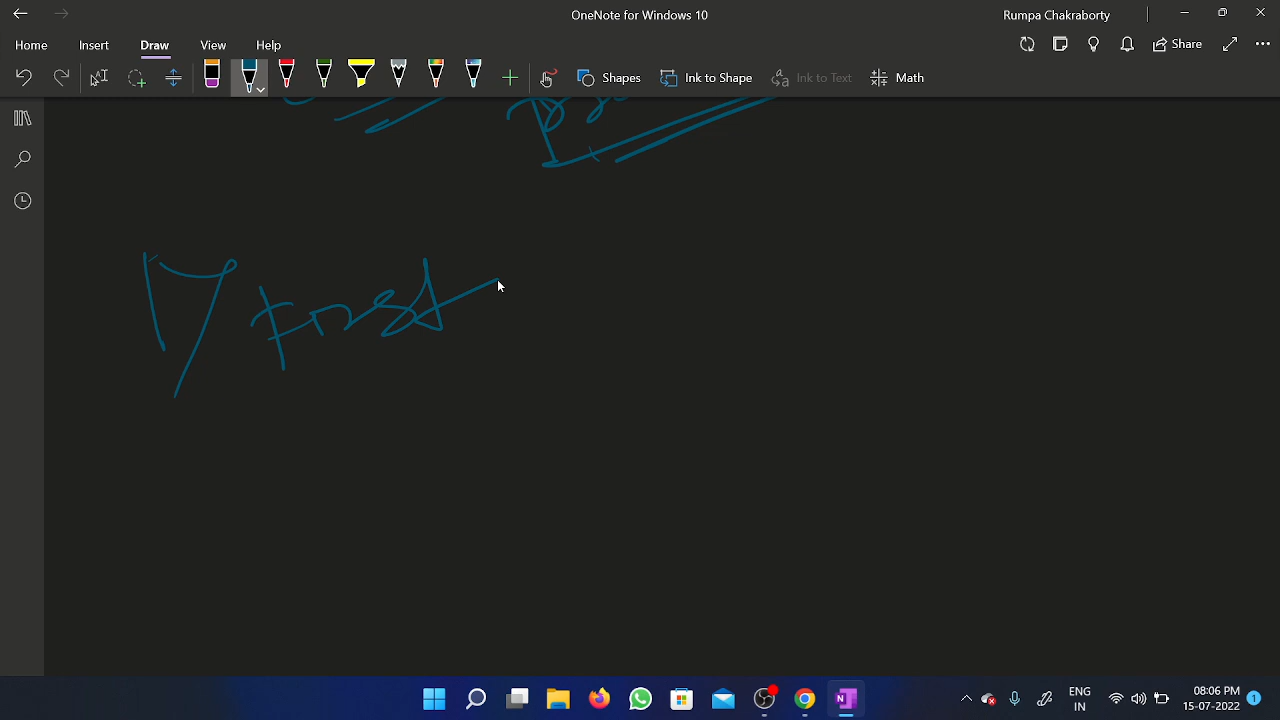 OneNote for Windows 10
Rumpa Chakraborty
Home Insert Draw View Help
Share
Shapes
Ink to Shape
Ink to Text
Math
ENG
IN
08:06 PM
15-07-2022
1